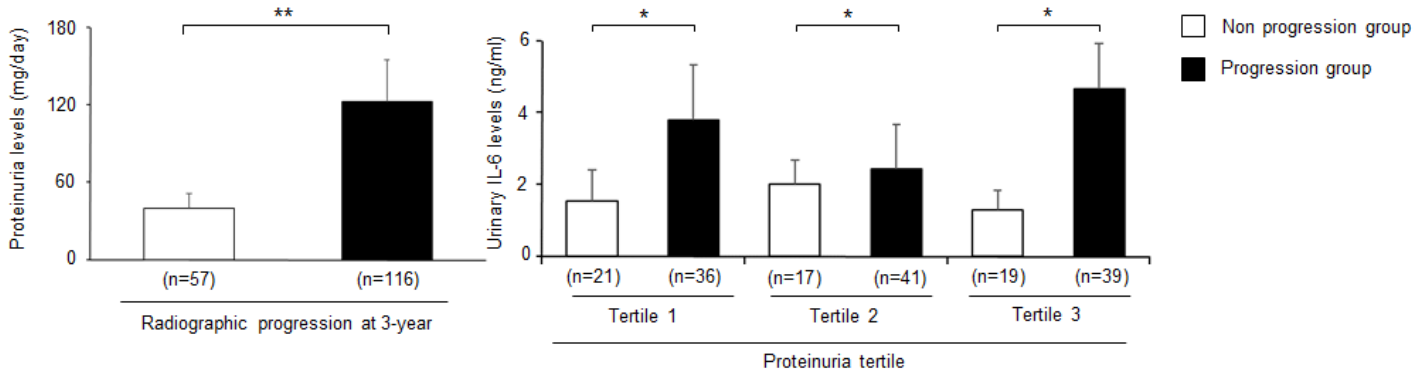 **
Proteinuria levels (mg/day)
180
120
60
0
(n=57) (n=116)
Radiographic progression at 3-year
* * *
Urinary IL-6 levels (ng/ml)
6
4
2
0
(n=21) (n=36) (n=17) (n=41) (n=19) (n=39)
Tertile 1 Tertile 2 Tertile 3
Proteinuria tertile
Non progression group
Progression group